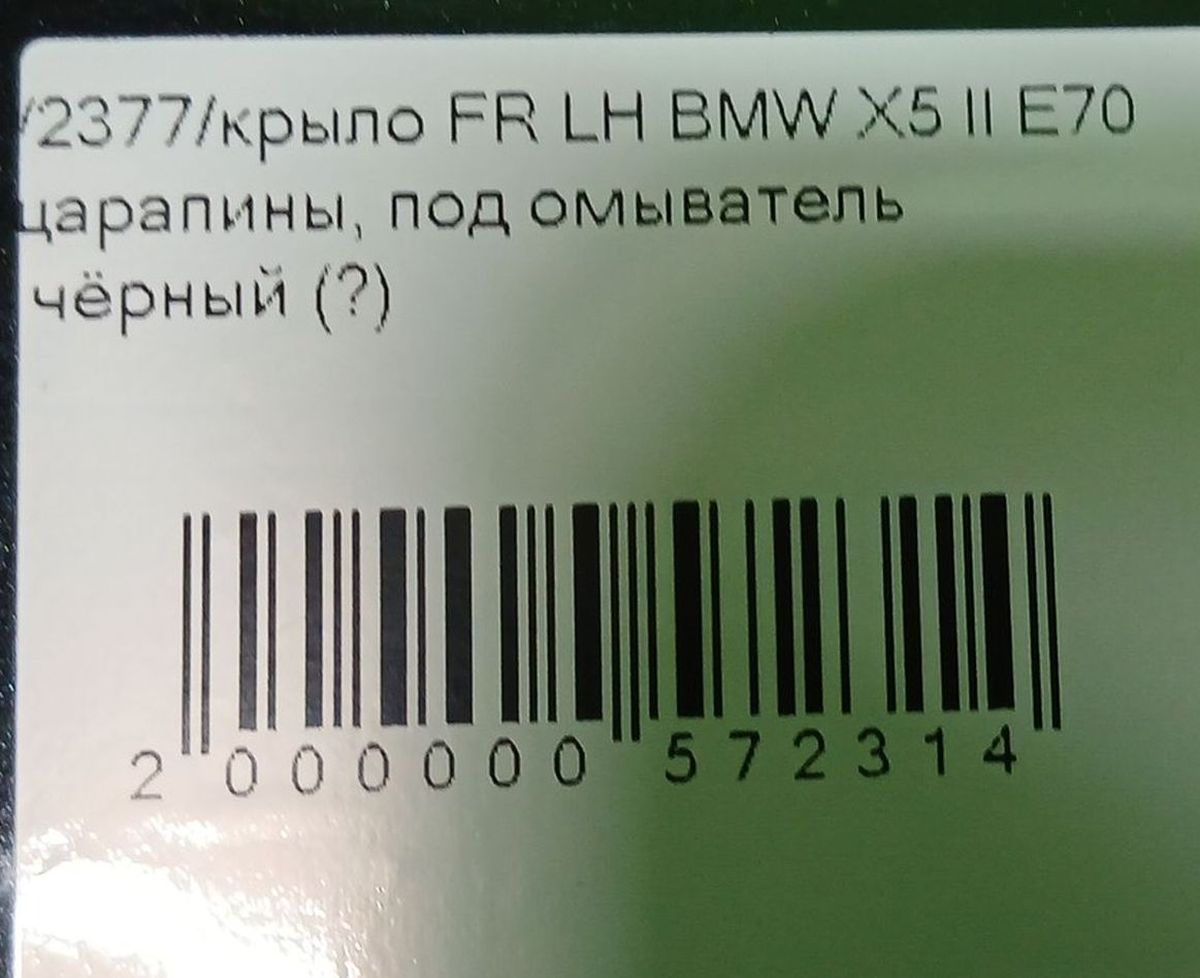 /2377/крыло FR LH BMW X5 II E70
царапины, под омыватель
чёрный (?)
2 000000 572314